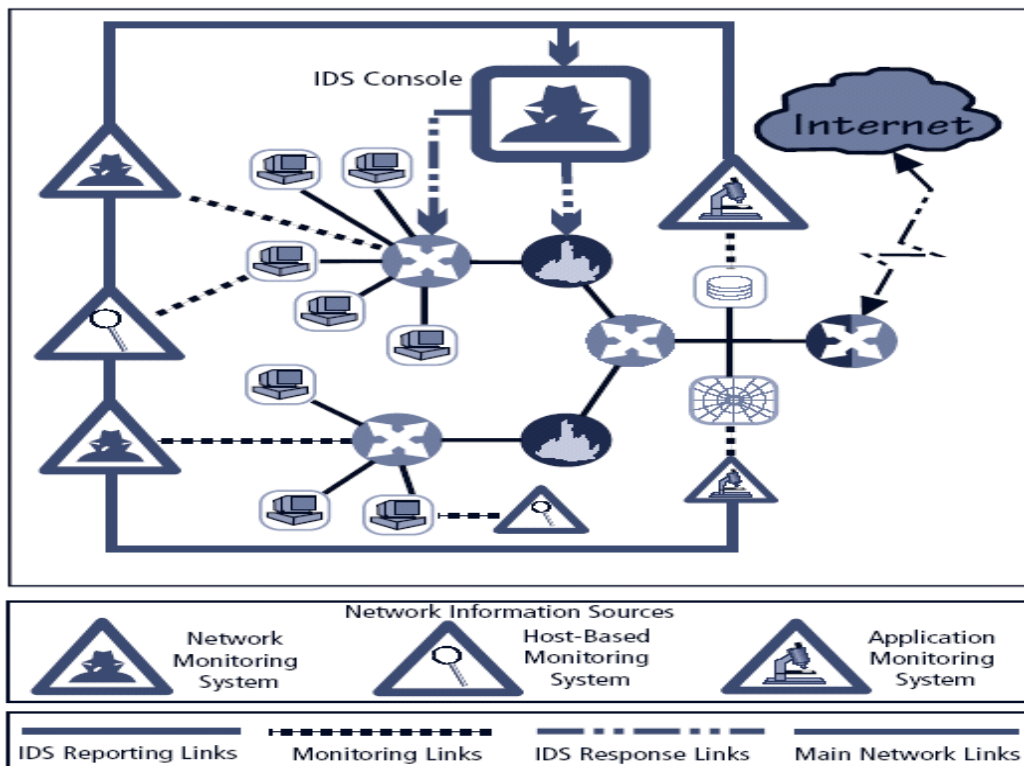 IDS Console
Internet
Network Information Sources
Network
Monitoring
System
Host-Based
Monitoring
System
Application
Monitoring
System
IDS Reporting Links
Monitoring Links
IDS Response Links
Main Network Links